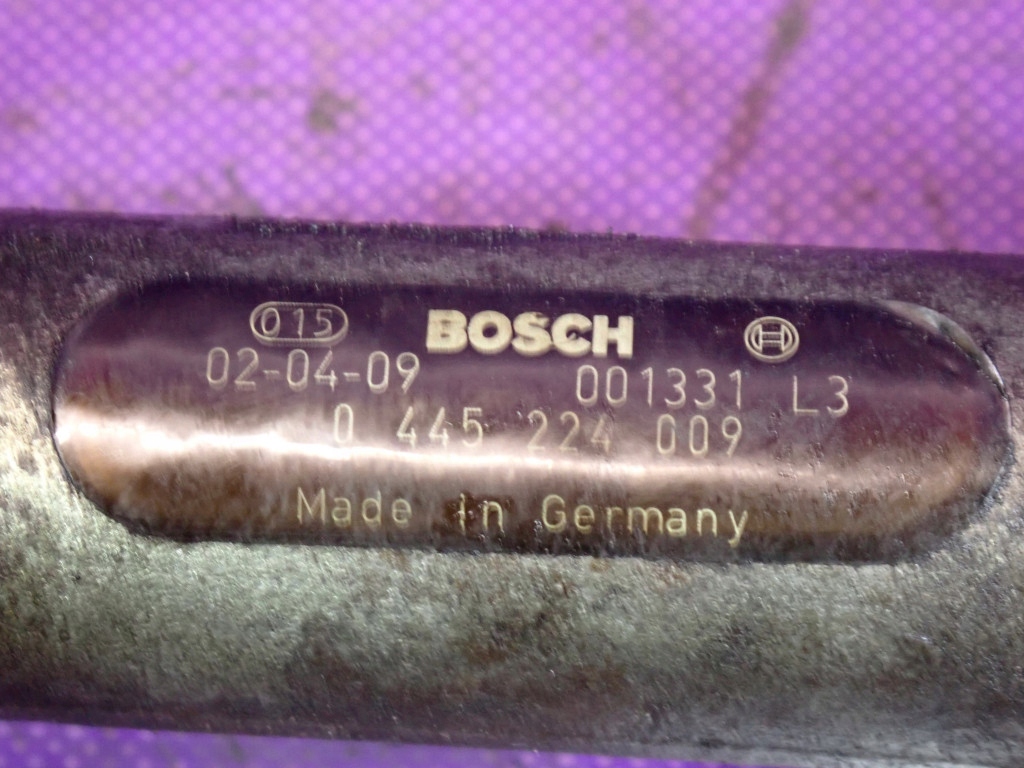 015 BOSCH
02-04-09 001331 L3
0 445 224 009
Made in Germany